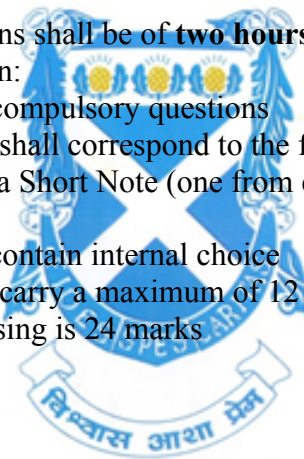 ns shall be of two hours
n:
compulsory questions
shall correspond to the f
a Short Note (one from
contain internal choice
carry a maximum of 12
sing is 24 marks
विश्वास आशा प्रेम